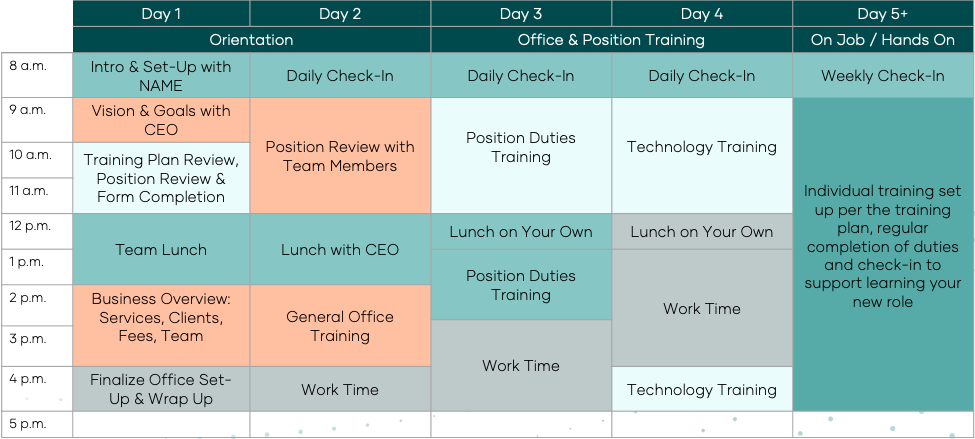 Day 1 Day 2 Day 3 Day 4 Day 5+
Orientation Office & Position Training On Job / Hands On
8 a.m.
Intro & Set-Up with
NAME
Daily Check-In
Daily Check-In
Daily Check-In
Weekly Check-In
9 a.m.
Vision & Goals with
CEO
Position Review with
Team Members
Position Duties
Training
Technology Training
Individual training set
up per the training
plan, regular
completion of duties
and check-in to
support learning your
new role
10 a.m.
Training Plan Review,
Position Review &
Form Completion
11 a.m.
12 p.m.
Team Lunch
Lunch with CEO
Lunch on Your Own
Lunch on Your Own
1 p.m.
Position Duties
Training
Work Time
2 p.m.
Business Overview:
Services, Clients,
Fees, Team
General Office
Training
3 p.m.
Work Time
4 p.m.
Finalize Office Set-
Up & Wrap Up
Work Time
Technology Training
5 p.m.